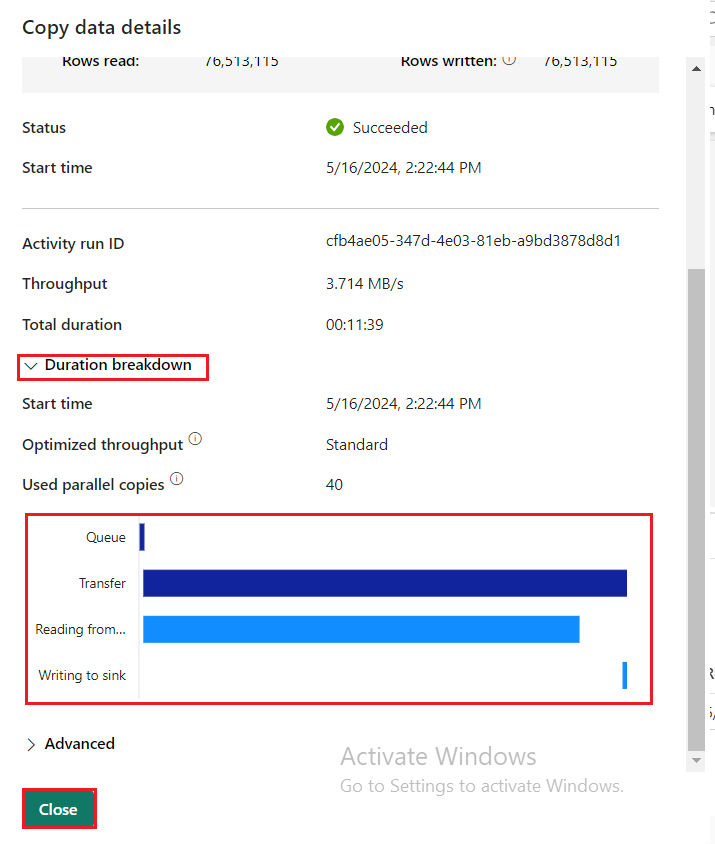 Copy data details
Rows read: 76,513,115 Rows written: 76,513,115
Status Succeeded
Start time 5/16/2024, 2:22:44 PM
Activity run ID cfb4ae05-347d-4e03-81eb-a9bd3878d8d1
Throughput 3.714 MB/s
Total duration 00:11:39
Duration breakdown
Start time 5/16/2024, 2:22:44 PM
Optimized throughput Standard
Used parallel copies 40
Queue
Transfer
Reading from...
Writing to sink
Advanced
Activate Windows
Go to Settings to activate Windows.
Close